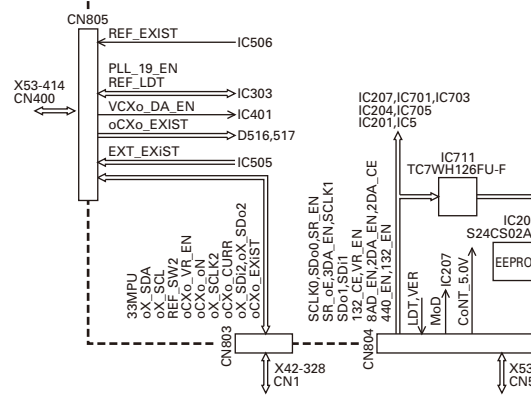 CN805
REF_EXIST
IC506
PLL_19_EN
REF_LDT
IC303
X53-414
CN400
VCXo_DA_EN
IC401
oCXo_EXIST
D516,517
EXT_EXiST
IC505
IC207,IC701,IC703
IC204,IC705
IC201,IC5
IC711
TC7WH126FU-F
IC20
S24CS02A
EEPRO
33MPU
oX_SDA
oX_SCL
REF_SW2
oCXo_VR_EN
oCXo_oN
oX_SCLK2
oCXo_CURR
oX_SDi2,oX_SDo2
oCXo_EXiST
SCLK0,SDo0,SR_EN
SR_oE,3DA_EN,SCLK1
SDo1,SDi1
132_CE,VR_EN
8AD_EN,2DA_EN,2DA_CE
440_EN,132_EN
LDT_VER
MoD
IC207
CoNT_5.0V
CN803
CN804
X42-328
CN1
X53
CN5